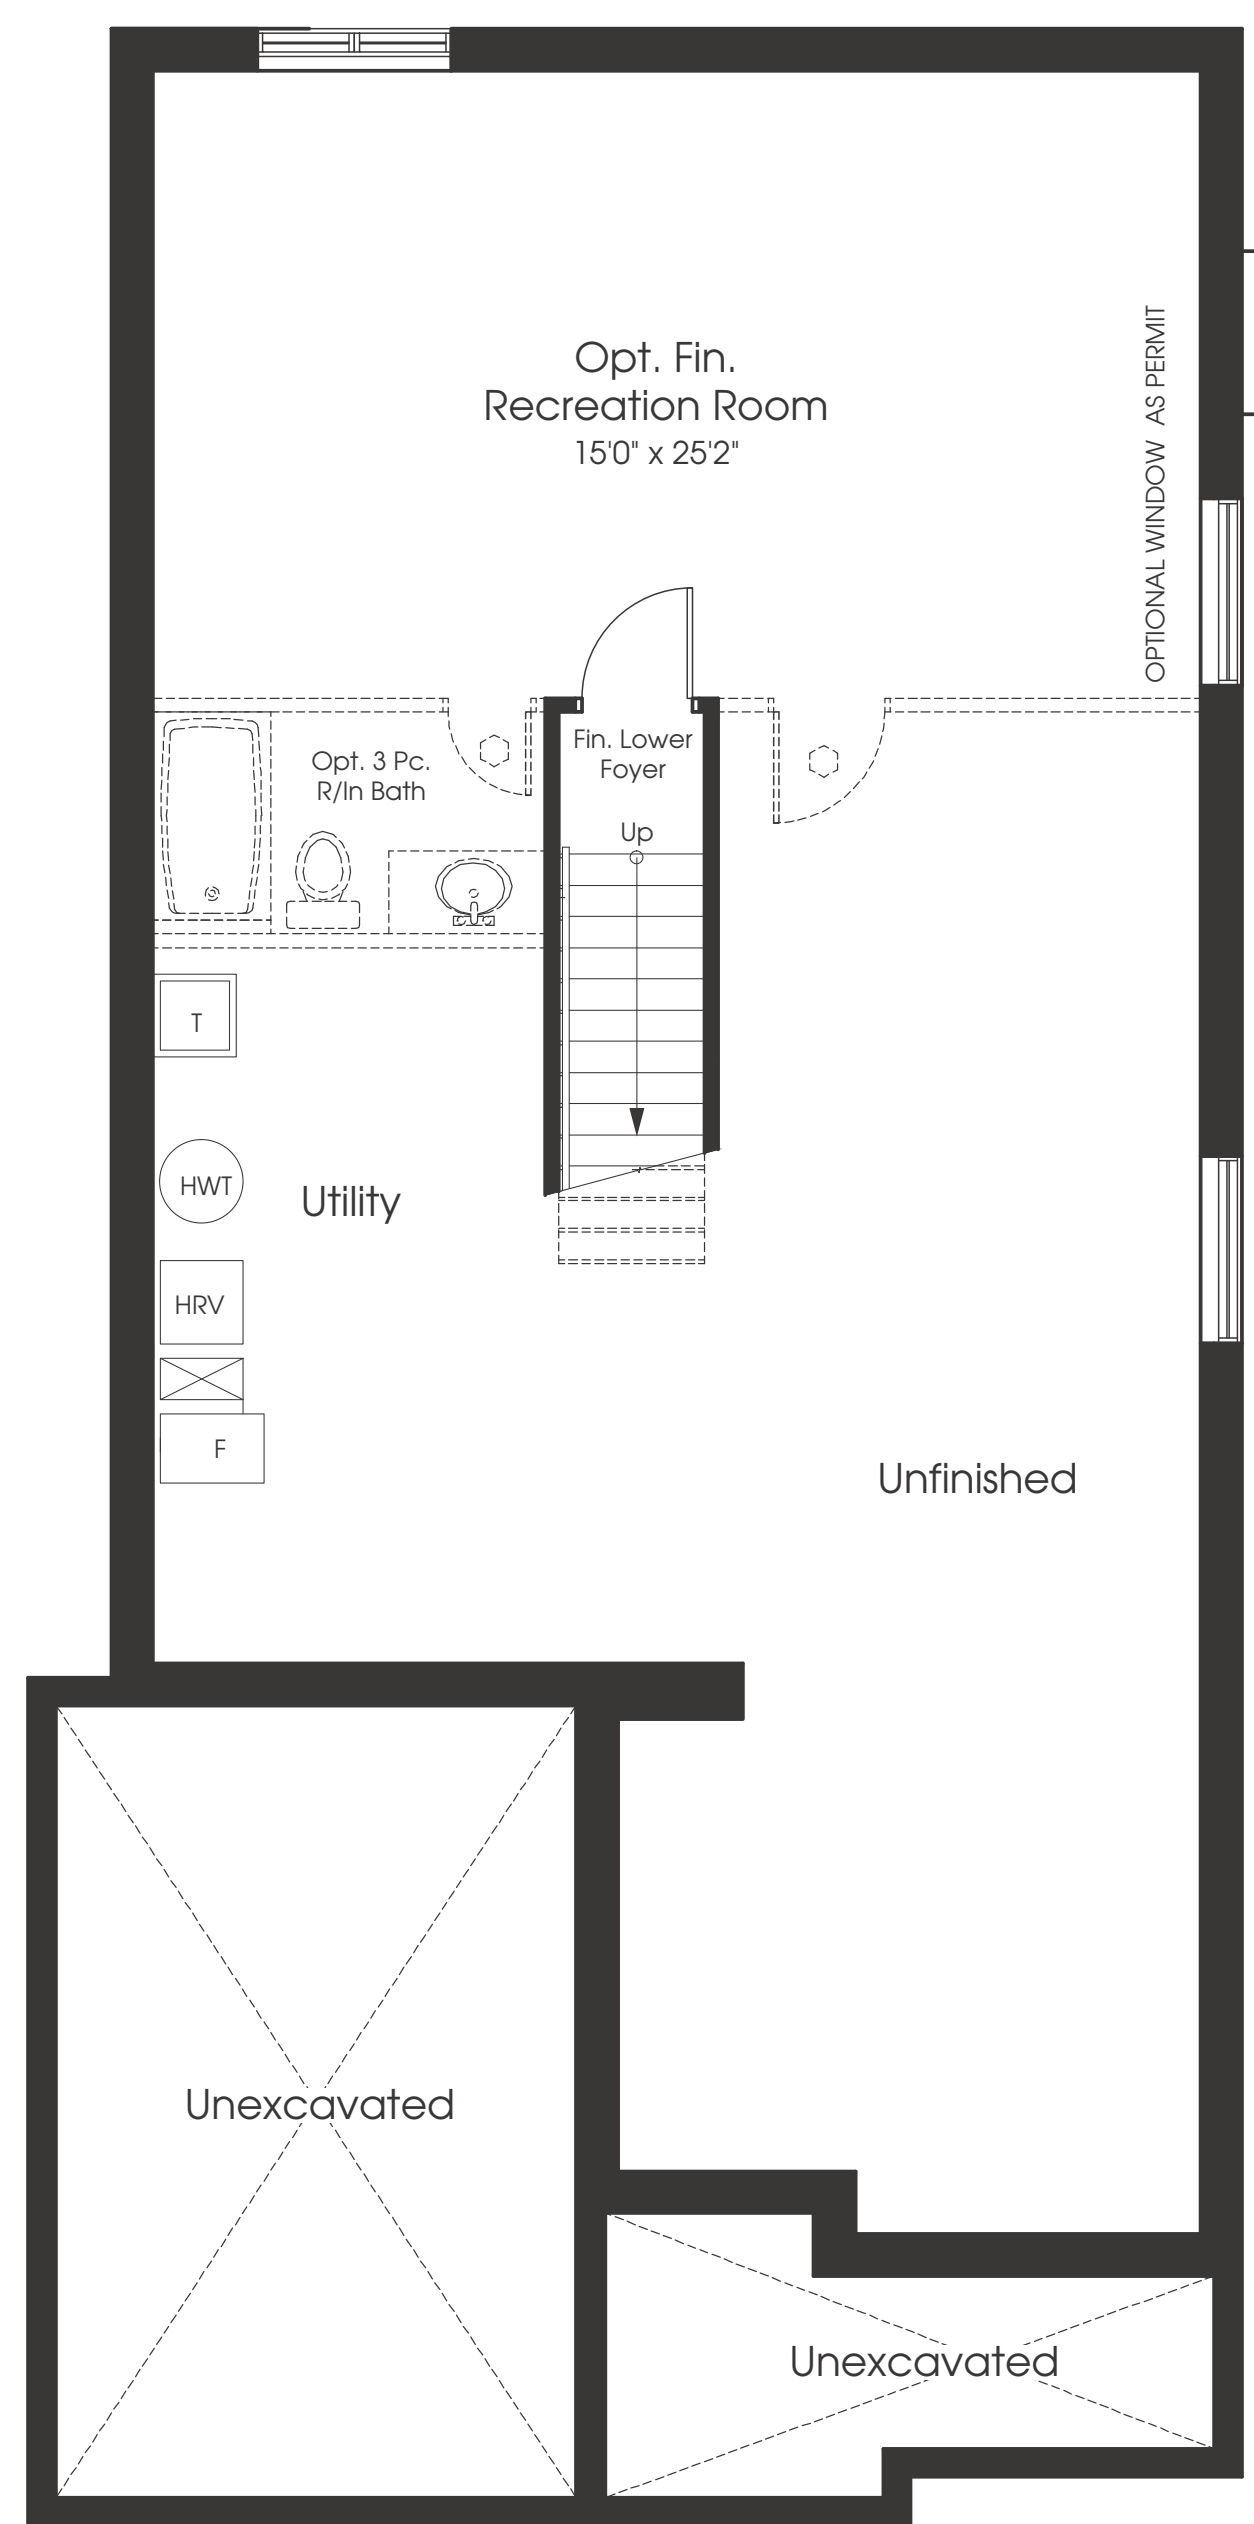 Opt. Fin.
Recreation Room
15'0" x 25'2"
OPTIONAL WINDOW AS PERMIT
Fin. Lower
Foyer
Opt. 3 Pc.
R/In Bath
Up
T
HWT
Utility
HRV
F
Unfinished
Unexcavated
Unexcavated